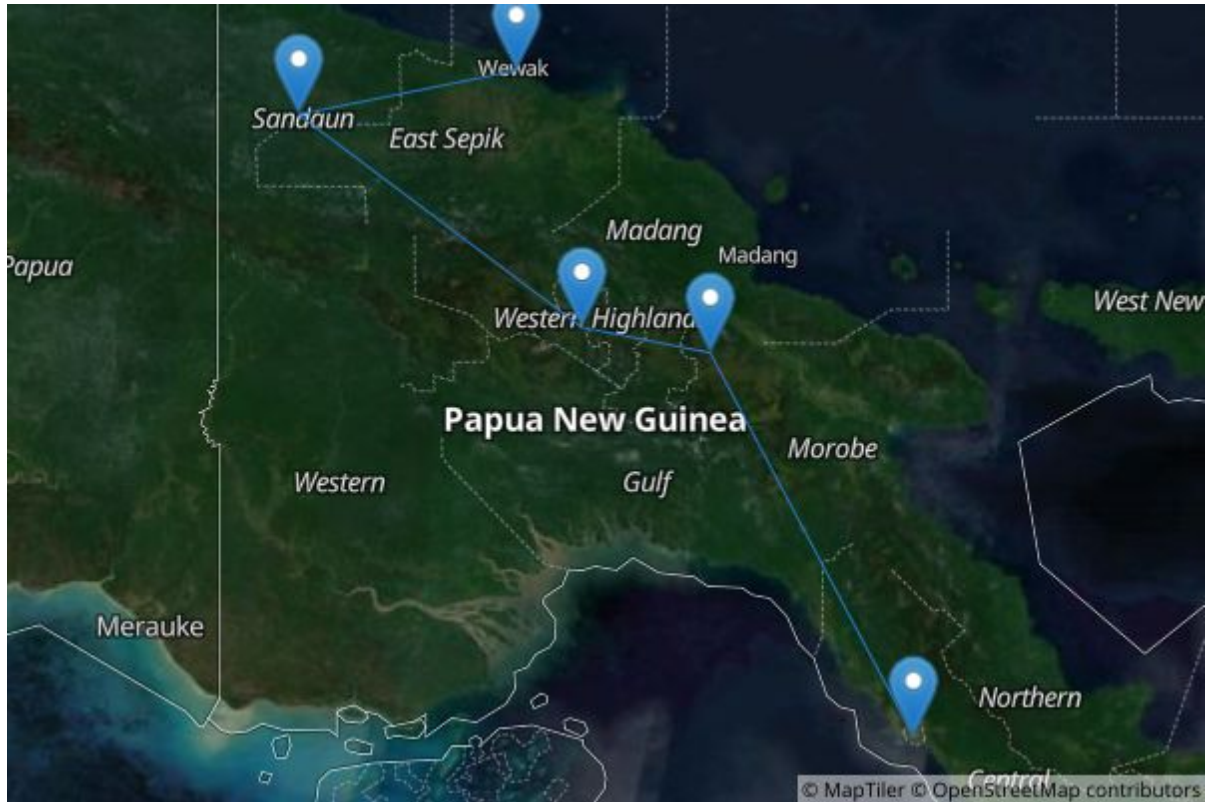 Wewak
Sandaun
East Sepik
Madang
Madang
Papua
West New
Western Highland
Papua New Guinea
Morobe
Western
Gulf
Merauke
Northern
Central
© MapTiler © OpenStreetMap contributors